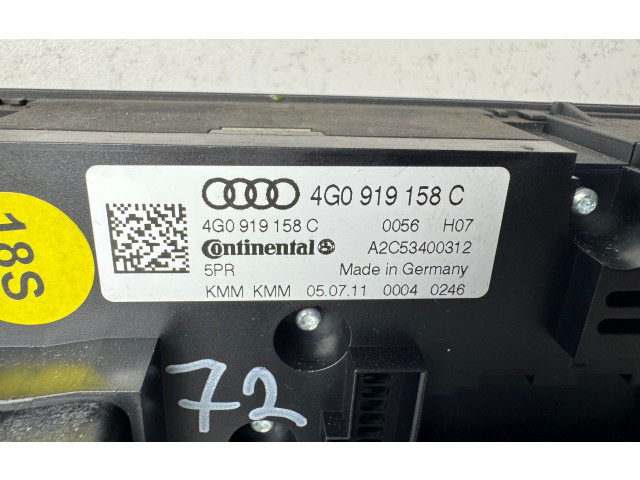 4G0 919 158 C
4G0 919 158 C 0056 H07
Continental A2C53400312
5PR Made in Germany
KMM KMM 05.07.11 0004 0246
18S
72